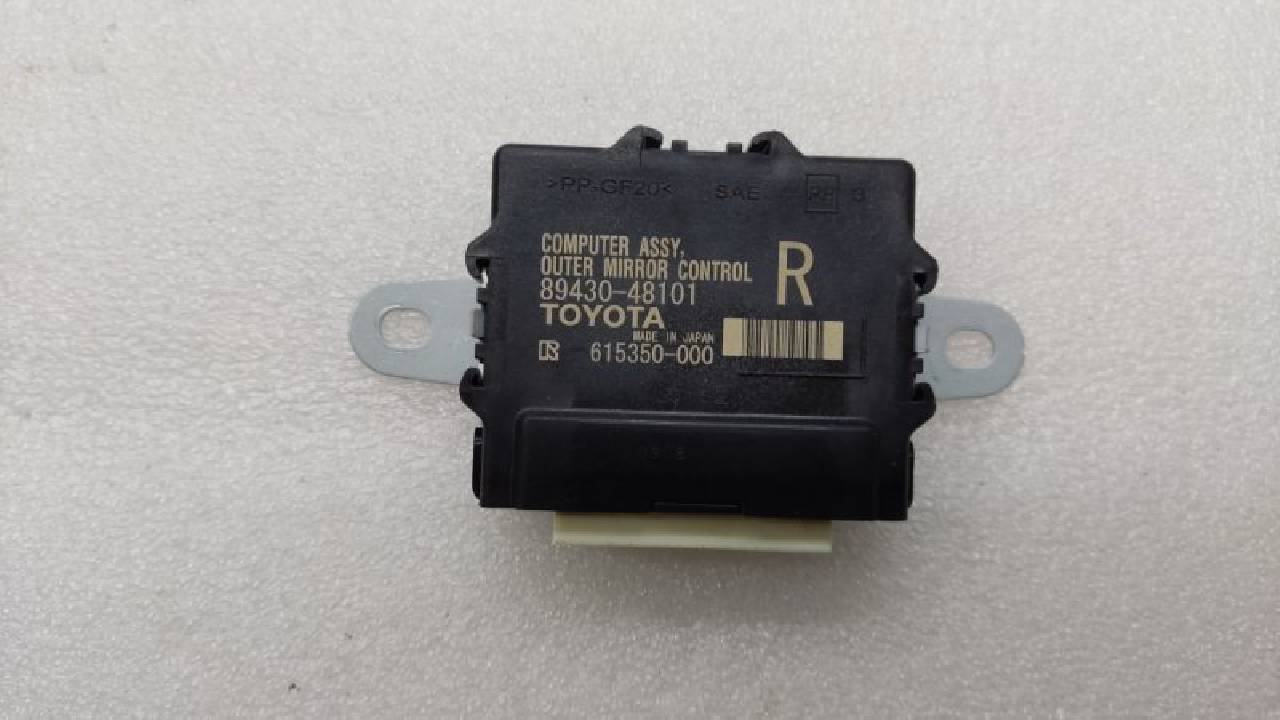 >PP-GF20< SAE J
COMPUTER ASSY,
OUTER MIRROR CONTROL
R
89430-48101
TOYOTA
MADE IN JAPAN
615350-000